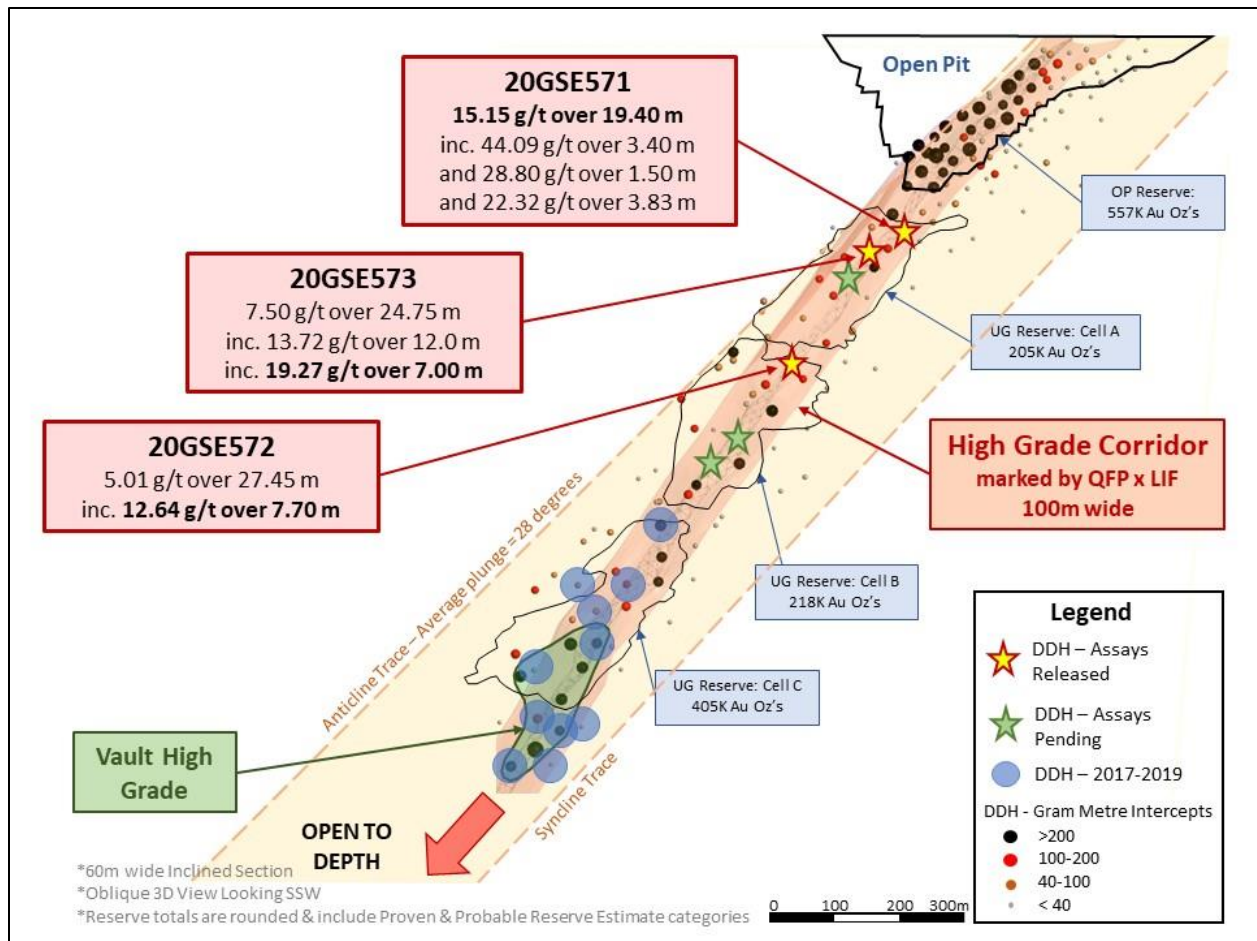 Open Pit
20GSE571
15.15 g/t over 19.40 m
inc. 44.09 g/t over 3.40 m
and 28.80 g/t over 1.50 m
and 22.32 g/t over 3.83 m
OP Reserve:
557K Au Oz's
20GSE573
7.50 g/t over 24.75 m
inc. 13.72 g/t over 12.0 m
inc. 19.27 g/t over 7.00 m
UG Reserve: Cell A
205K Au Oz's
20GSE572
5.01 g/t over 27.45 m
inc. 12.64 g/t over 7.70 m
High Grade Corridor
marked by QFP x LIF
100m wide
Anticline Trace – Average plunge = 28 degrees
UG Reserve: Cell B
218K Au Oz's
UG Reserve: Cell C
405K Au Oz's
Vault High
Grade
Syncline Trace
OPEN TO
DEPTH
Legend
DDH – Assays
Released
DDH – Assays
Pending
DDH – 2017-2019
DDH - Gram Metre Intercepts
>200
100-200
40-100
< 40
*60m wide Inclined Section
*Oblique 3D View Looking SSW
*Reserve totals are rounded & include Proven & Probable Reserve Estimate categories
0 100 200 300m